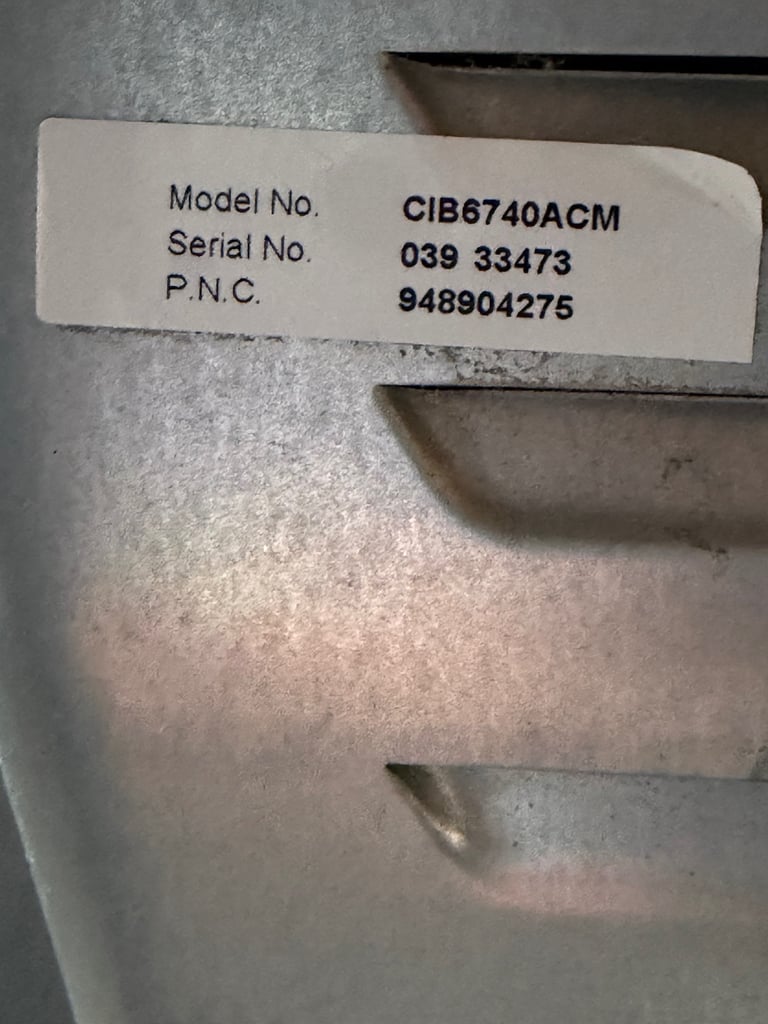 Model No. CIB6740ACM
Serial No. 039 33473
P.N.C. 948904275